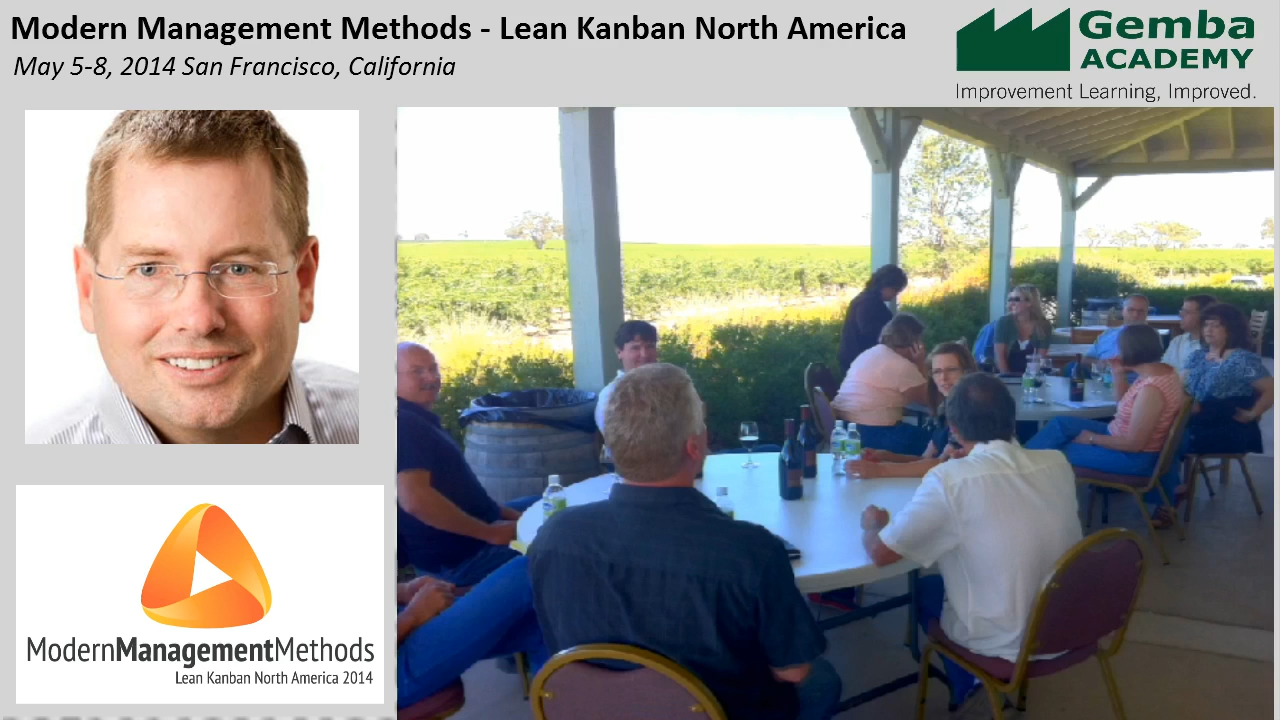 Modern Management Methods - Lean Kanban North America
May 5-8, 2014 San Francisco, California
Gemba
ACADEMY
Improvement Learning, Improved.
ModernManagementMethods
Lean Kanban North America 2014